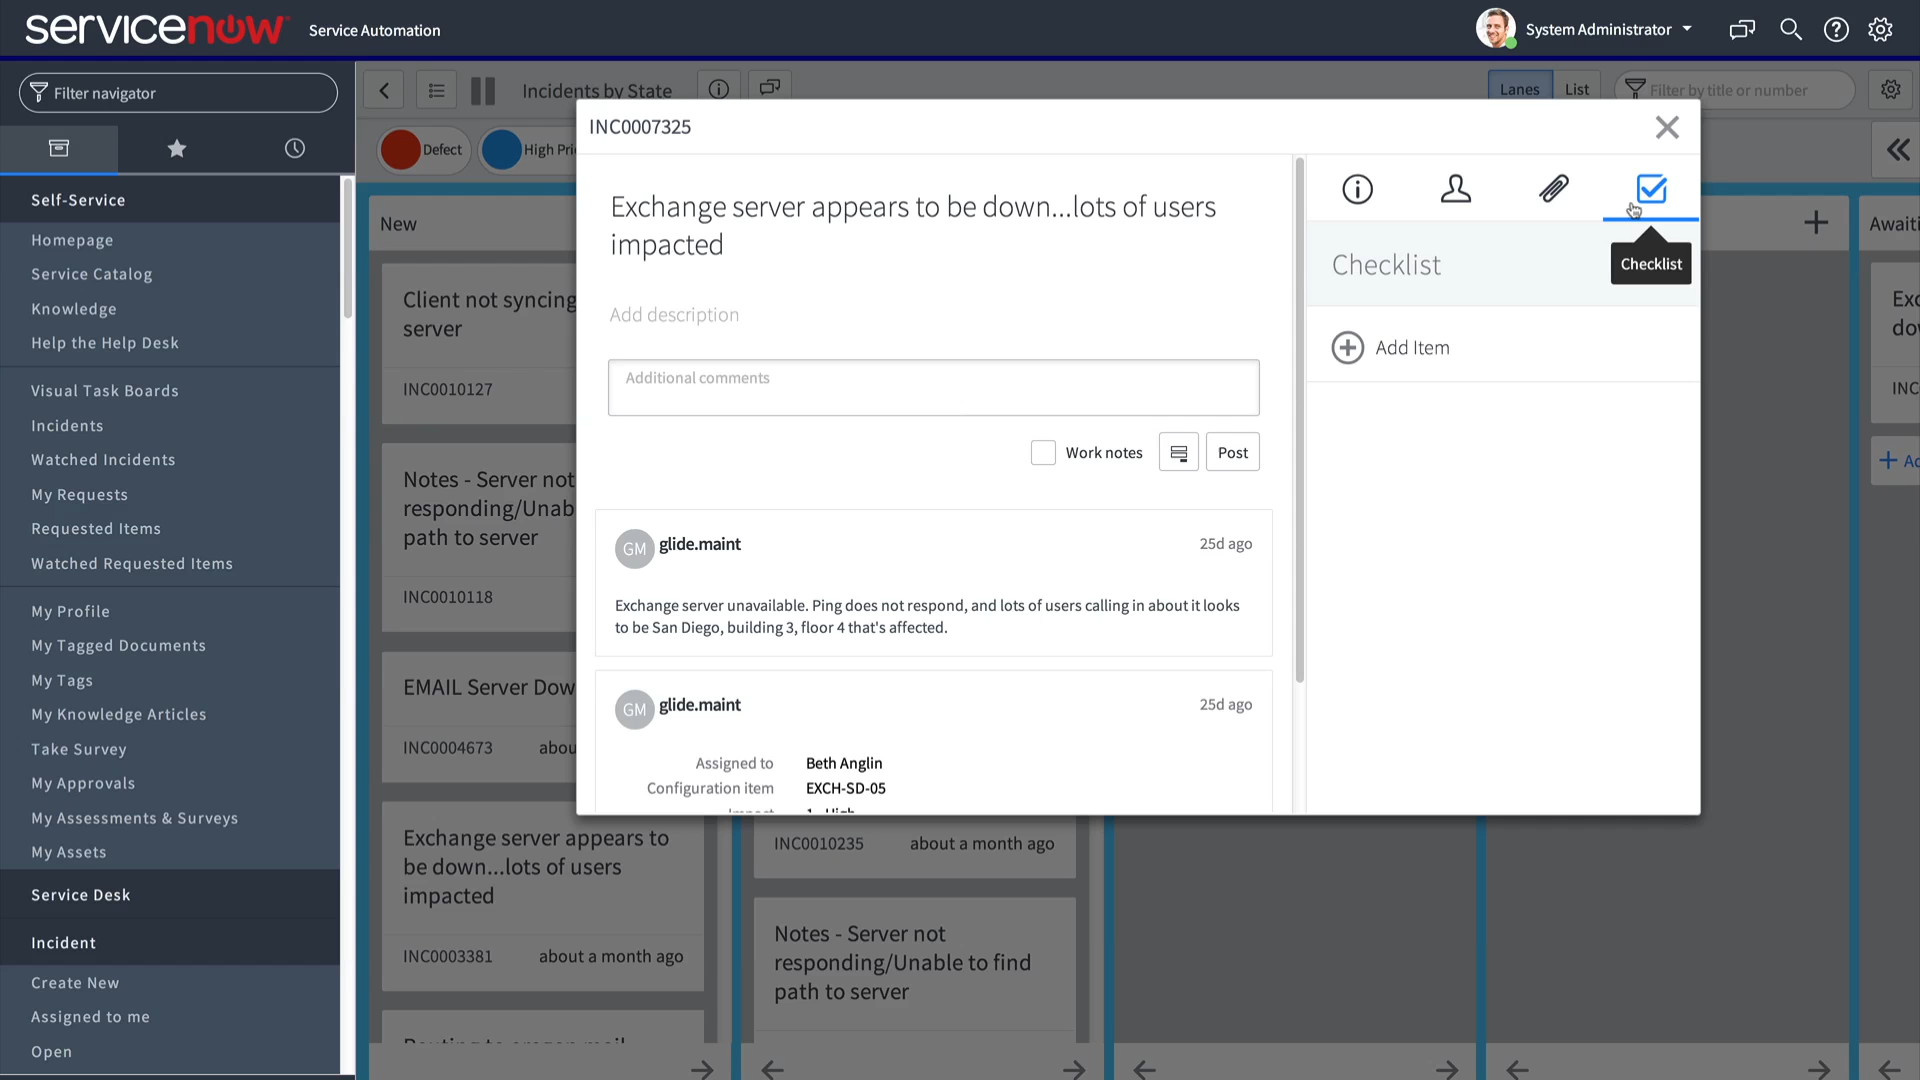 servicenow
Service Automation
System Administrator
Filter navigator
Incidents by State
Lanes
List
Filter by title or number
Defect
High Pri
Self-Service
Homepage
Service Catalog
Knowledge
Help the Help Desk
Visual Task Boards
Incidents
Watched Incidents
My Requests
Requested Items
Watched Requested Items
My Profile
My Tagged Documents
My Tags
My Knowledge Articles
Take Survey
My Approvals
My Assessments & Surveys
My Assets
Service Desk
Incident
Create New
Assigned to me
Open
New
Client not syncing
server
INC0010127
Notes - Server not
responding/Unab
path to server
INC0010118
EMAIL Server Dow
INC0004673
abou
Exchange server appears to
be down...lots of users
impacted
INC0003381
about a month ago
INC0010235
about a month ago
Notes - Server not
responding/Unable to find
path to server
INC0007325
Exchange server appears to be down...lots of users
impacted
Add description
Additional comments
Work notes
Post
GM
glide.maint
25d ago
Exchange server unavailable. Ping does not respond, and lots of users calling in about it looks
to be San Diego, building 3, floor 4 that's affected.
GM
glide.maint
25d ago
Assigned to
Beth Anglin
Configuration item
EXCH-SD-05
Checklist
Checklist
Add Item
Awaiti
Exc
do
INC
Ad